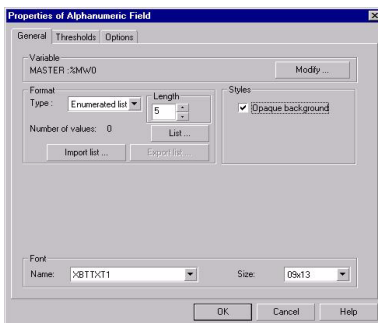 Properties of Alphanumeric Field
General Thresholds Options
Variable
MASTER :%MW0 Modify ...
Format Length Styles
Type : Enumerated list 5 Opaque background
Number of values: 0 List ...
Import list ... Export list ...
Font
Name: XBTTXT1 Size: 09x13
OK Cancel Help